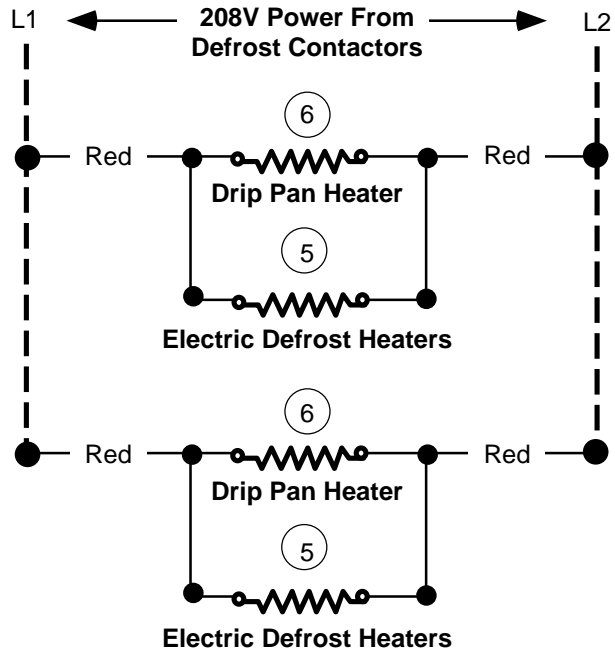 L1 208V Power From L2
Defrost Contactors
6
Red Red
Drip Pan Heater
5
Electric Defrost Heaters
6
Red Red
Drip Pan Heater
5
Electric Defrost Heaters